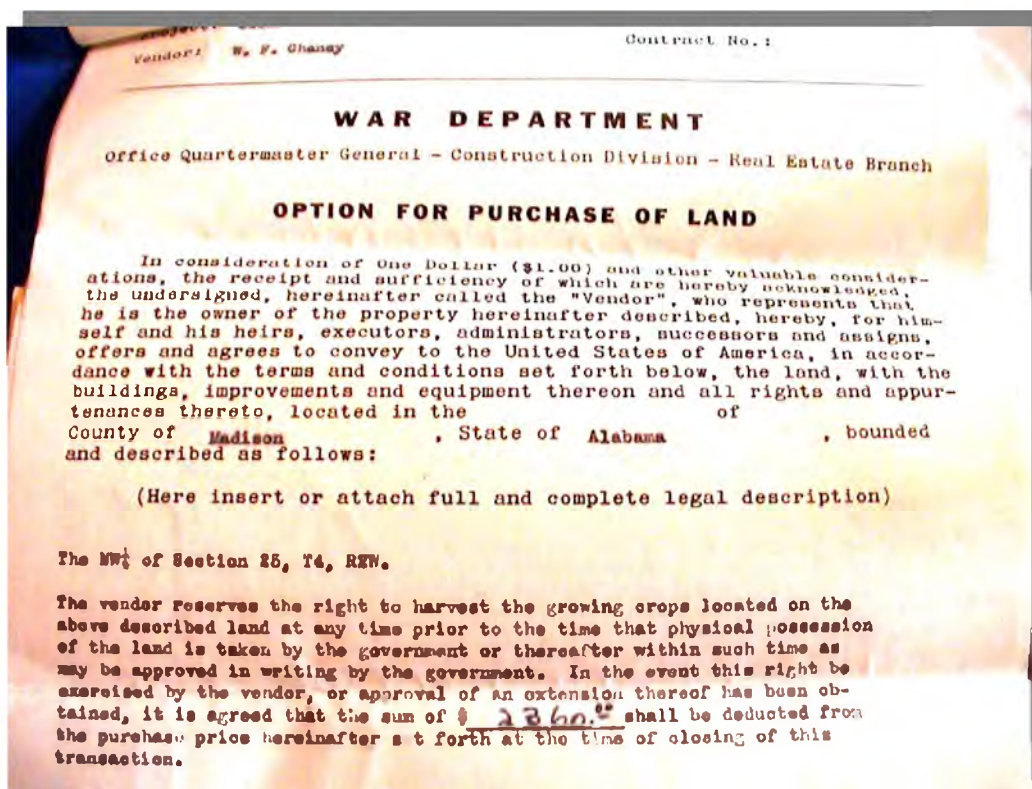 Vendor: W. F. Chaney Contract No.:
WAR DEPARTMENT
Office Quartermaster General - Construction Division - Real Estate Branch
OPTION FOR PURCHASE OF LAND
In consideration of One Dollar ($1.00) and other valuable consider-
ations, the receipt and sufficiency of which are hereby acknowledged,
the undersigned, hereinafter called the "Vendor", who represents that
he is the owner of the property hereinafter described, hereby, for him-
self and his heirs, executors, administrators, successors and assigns,
offers and agrees to convey to the United States of America, in accor-
dance with the terms and conditions set forth below, the land, with the
buildings, improvements and equipment thereon and all rights and appur-
tenances thereto, located in the of
County of Madison , State of Alabama , bounded
and described as follows:
(Here insert or attach full and complete legal description)
The NW¼ of Section 25, T4, R2W.
The vendor reserves the right to harvest the growing crops located on the
above described land at any time prior to the time that physical possession
of the land is taken by the government or thereafter within such time as
may be approved in writing by the government. In the event this right be
exercised by the vendor, or approval of an extension thereof has been ob-
tained, it is agreed that the sum of $ 2360.00 shall be deducted from
the purchase price hereinafter s t forth at the time of closing of this
transaction.